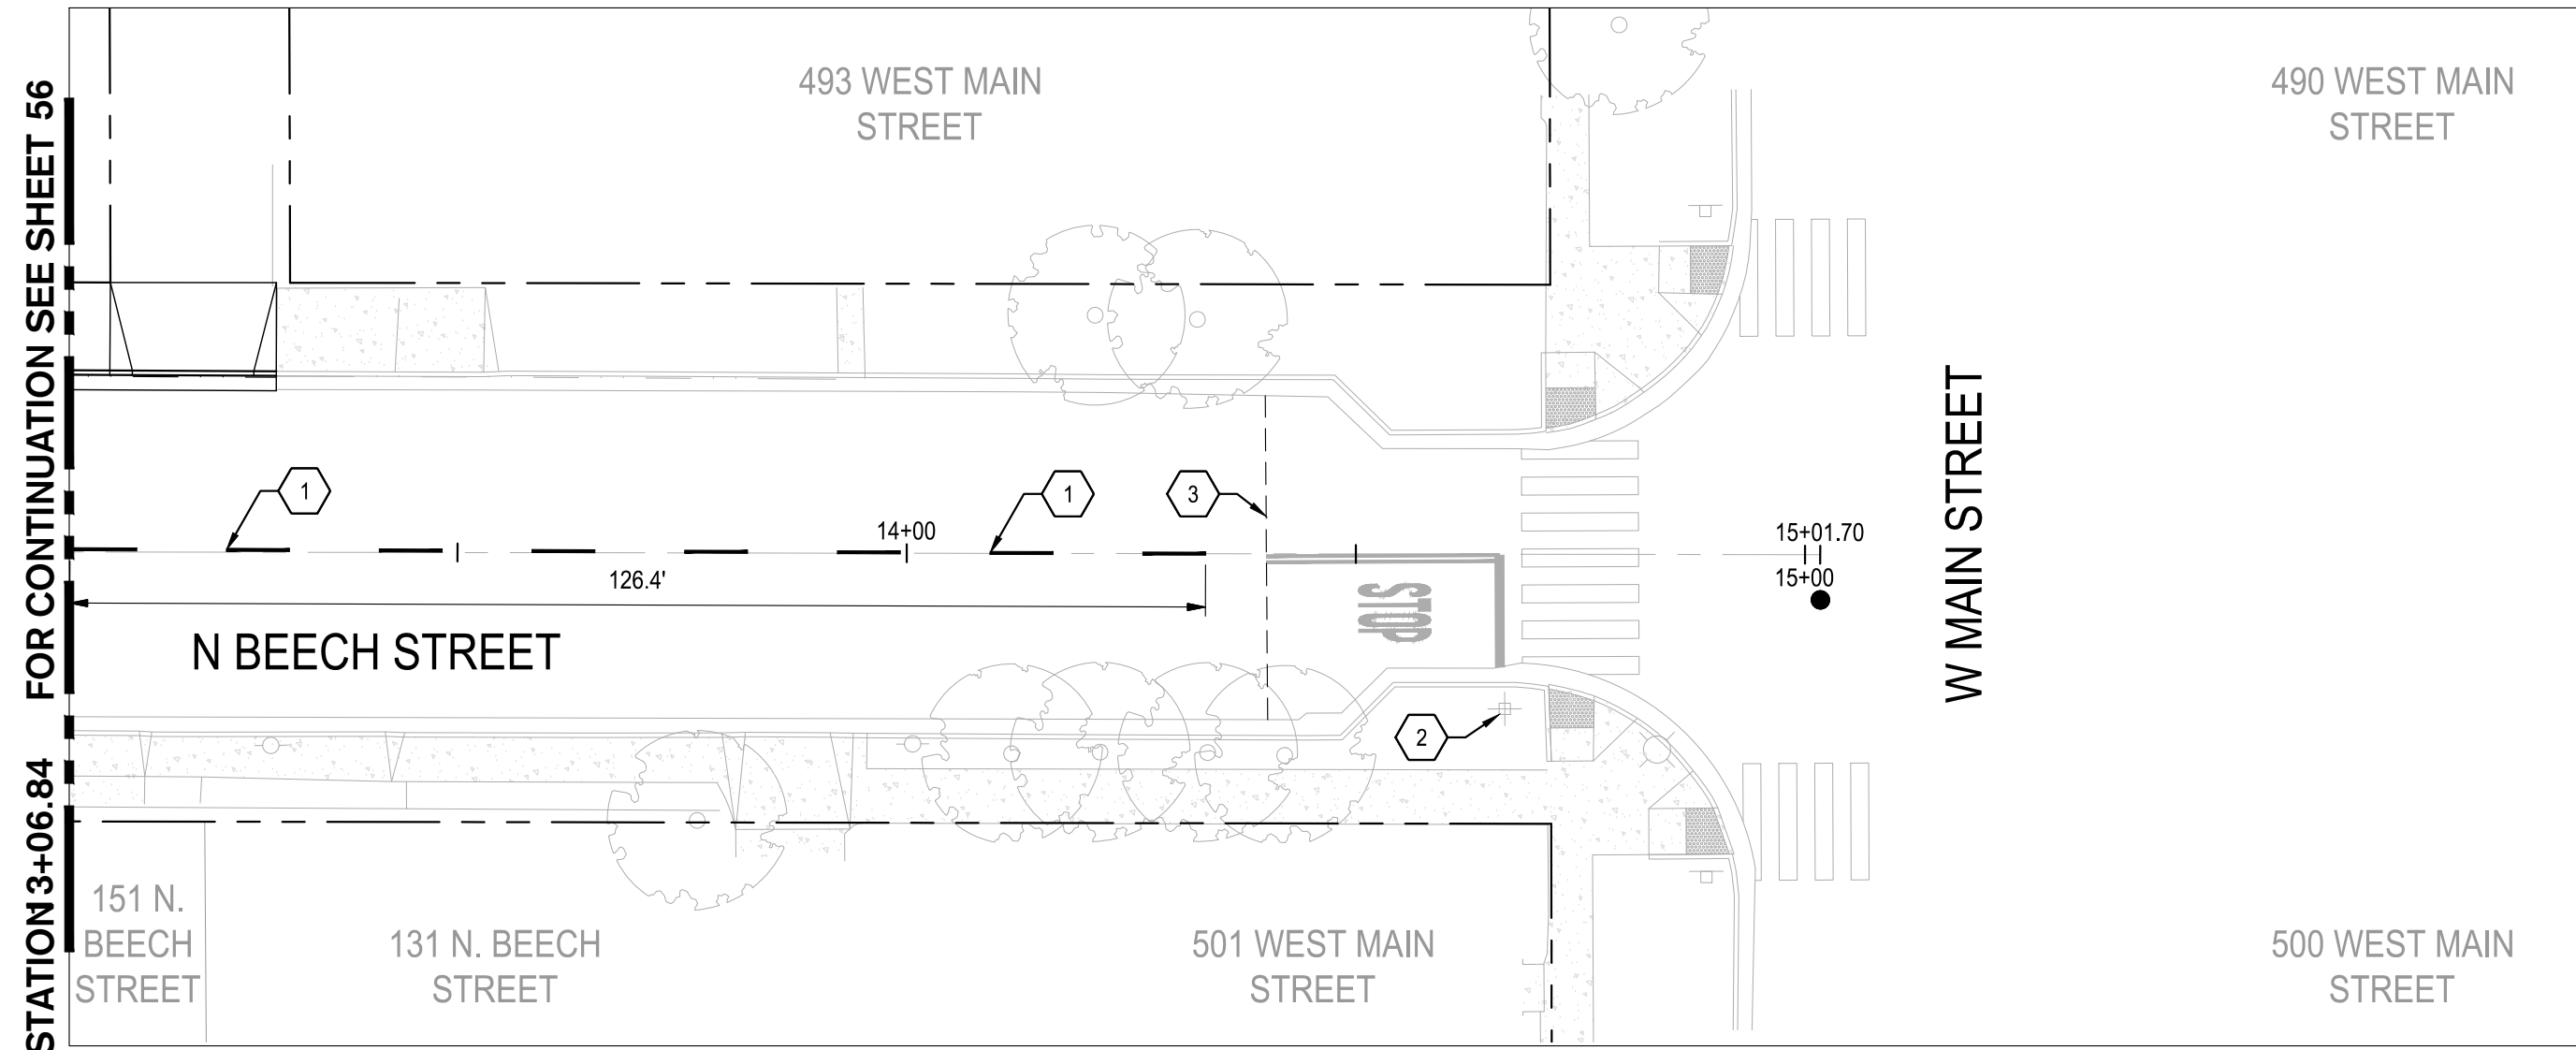 FOR CONTINUATION SEE SHEET 56
STATION 13+06.84
493 WEST MAIN
STREET
490 WEST MAIN
STREET
1
1
3
14+00
126.4'
15+01.70
15+00
STOP
N BEECH STREET
W MAIN STREET
2
151 N.
BEECH
STREET
131 N. BEECH
STREET
501 WEST MAIN
STREET
500 WEST MAIN
STREET